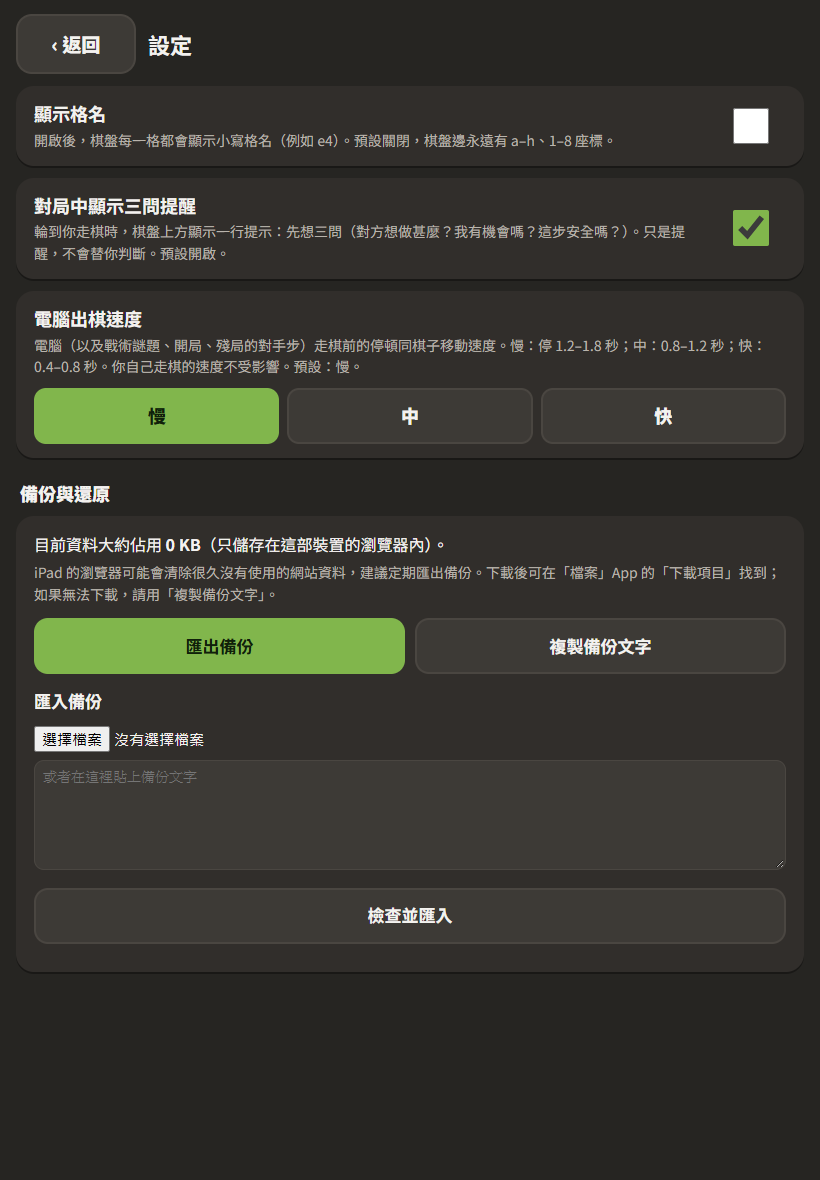 ‹ 返回
設定
顯示格名
開啟後，棋盤每一格都會顯示小寫格名（例如 e4）。預設關閉，棋盤邊永遠有 a–h、1–8 座標。
對局中顯示三問提醒
輪到你走棋時，棋盤上方顯示一行提示：先想三問（對方想做甚麼？我有機會嗎？這步安全嗎？）。只是提
醒，不會替你判斷。預設開啟。
電腦出棋速度
電腦（以及戰術謎題、開局、殘局的對手步）走棋前的停頓同棋子移動速度。慢：停 1.2–1.8 秒；中：0.8–1.2 秒；快：
0.4–0.8 秒。你自己走棋的速度不受影響。預設：慢。
慢
中
快
備份與還原
目前資料大約佔用 0 KB（只儲存在這部裝置的瀏覽器內）。
iPad 的瀏覽器可能會清除很久沒有使用的網站資料，建議定期匯出備份。下載後可在「檔案」App 的「下載項目」找到；
如果無法下載，請用「複製備份文字」。
匯出備份
複製備份文字
匯入備份
選擇檔案 沒有選擇檔案
或者在這裡貼上備份文字
檢查並匯入